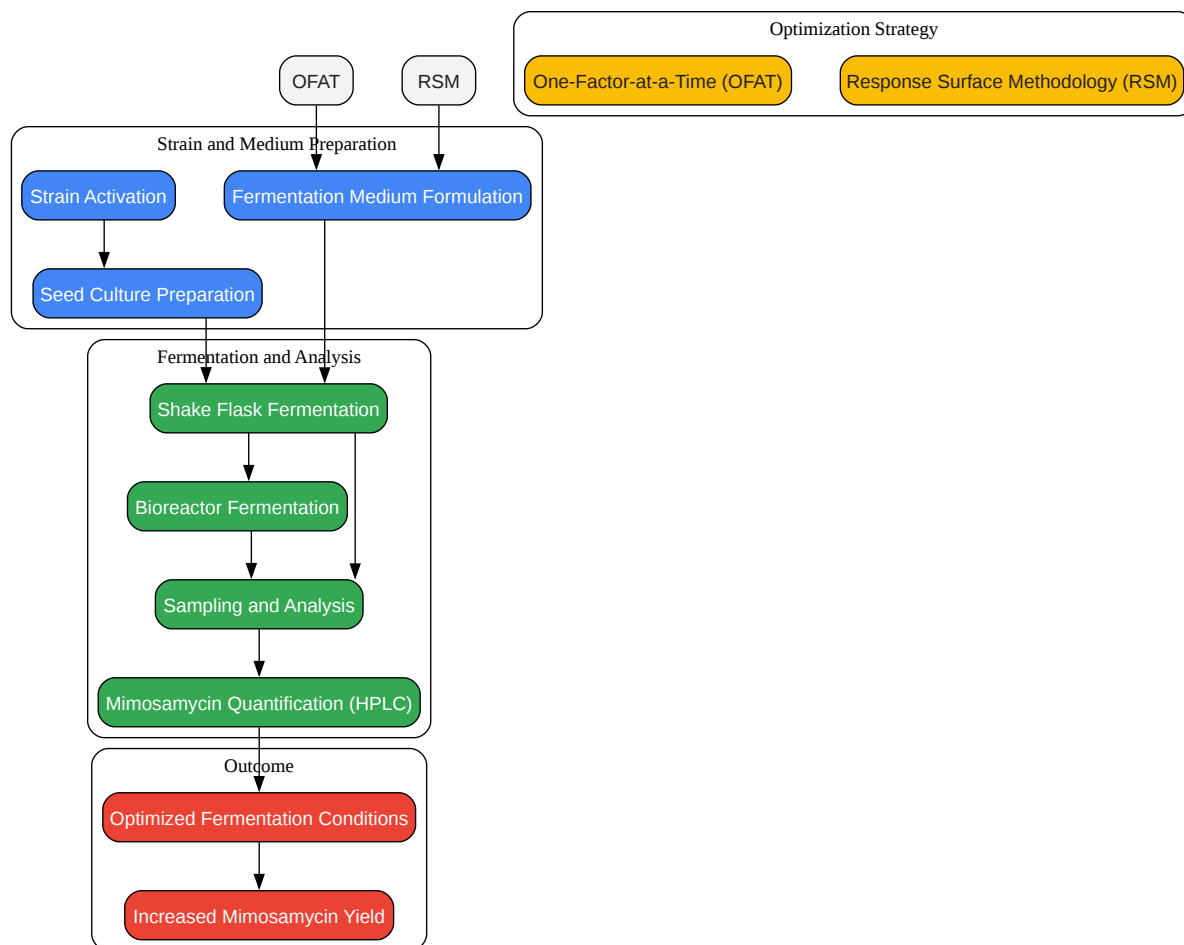 Optimization Strategy
One-Factor-at-a-Time (OFAT)
Response Surface Methodology (RSM)
OFAT
RSM
Strain and Medium Preparation
Strain Activation
Fermentation Medium Formulation
Seed Culture Preparation
Fermentation and Analysis
Shake Flask Fermentation
Bioreactor Fermentation
Sampling and Analysis
Mimosamycin Quantification (HPLC)
Outcome
Optimized Fermentation Conditions
Increased Mimosamycin Yield